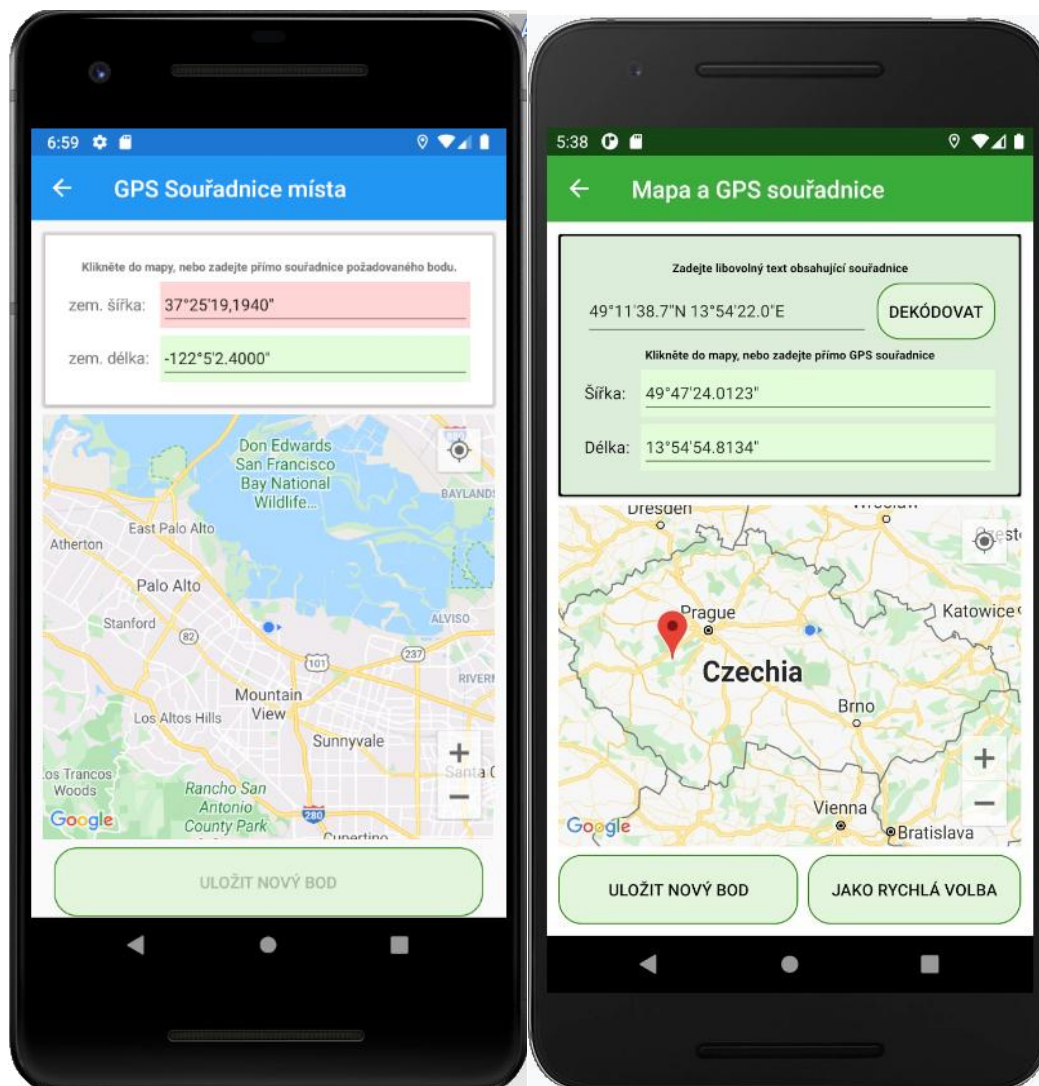 6:59
GPS Souřadnice místa
Klikněte do mapy, nebo zadejte přímo souřadnice požadovaného bodu.
zem. šířka: 37°25'19,1940"
zem. délka: -122°5'2.4000"
Don Edwards
San Francisco
Bay National
Wildlife...
BAYLAND
East Palo Alto
Atherton
Palo Alto
Stanford
82
ALVISO
101
237
Mountain
View
Los Altos Hills
Sunnyvale
Los Trancos
Woods
Santa C
Rancho San
Antonio
County Park
280
Cupertino
Google
ULOŽIT NOVÝ BOD
5:38
Mapa a GPS souřadnice
Zadejte libovolný text obsahující souřadnice
49°11'38.7"N 13°54'22.0"E
DEKÓDOVAT
Klikněte do mapy, nebo zadejte přímo GPS souřadnice
Šířka: 49°47'24.0123"
Délka: 13°54'54.8134"
Dresden
Prague
Katowice
Czechia
Brno
Vienna
Bratislava
Google
ULOŽIT NOVÝ BOD
JAKO RYCHLÁ VOLBA